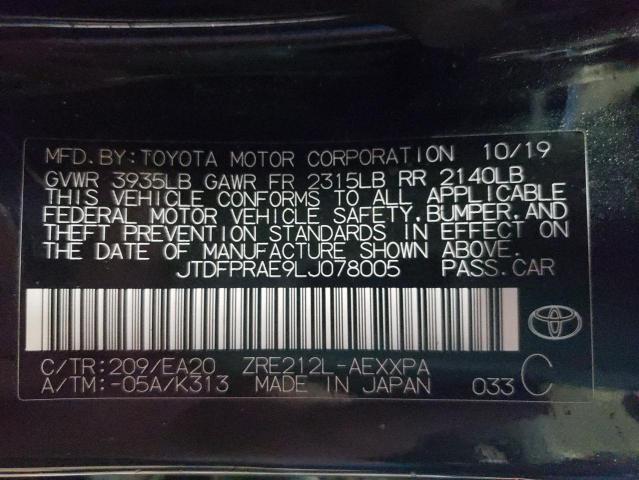 MFD.BY:TOYOTA MOTOR CORPORATION 10/19
GVWR 3935LB GAWR FR 2315LB RR 2140LB
THIS VEHICLE CONFORMS TO ALL APPLICABLE
FEDERAL MOTOR VEHICLE SAFETY,BUMPER,AND
THEFT PREVENTION STANDARDS IN EFFECT ON
THE DATE OF MANUFACTURE SHOWN ABOVE.
JTDFPRAE9LJ078005 PASS.CAR
C/TR:209/EA20 ZRE212L-AEXXPA
A/TM:-05A/K313 MADE IN JAPAN 033 C